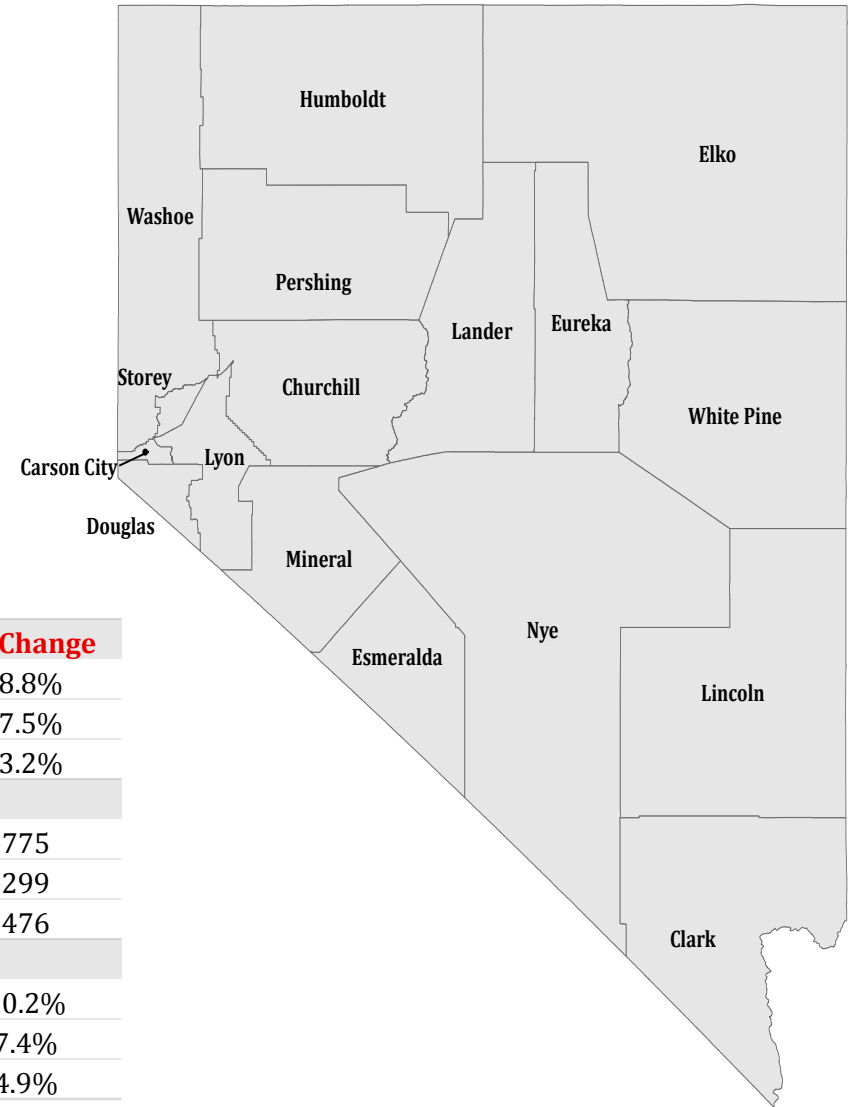 Humboldt
Elko
Washoe
Pershing
Lander
Eureka
Storey
Churchill
White Pine
Lyon
Carson City
Douglas
Mineral
Nye
Esmeralda
Lincoln
Clark
Change
8.8%
7.5%
3.2%
775
299
476
0.2%
7.4%
4.9%